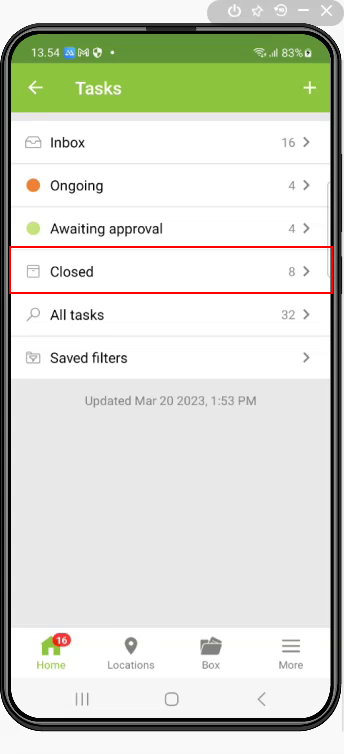 13.54 83%
Tasks
Inbox 16
Ongoing 4
Awaiting approval 4
Closed 8
All tasks 32
Saved filters
Updated Mar 20 2023, 1:53 PM
16
Home Locations Box More